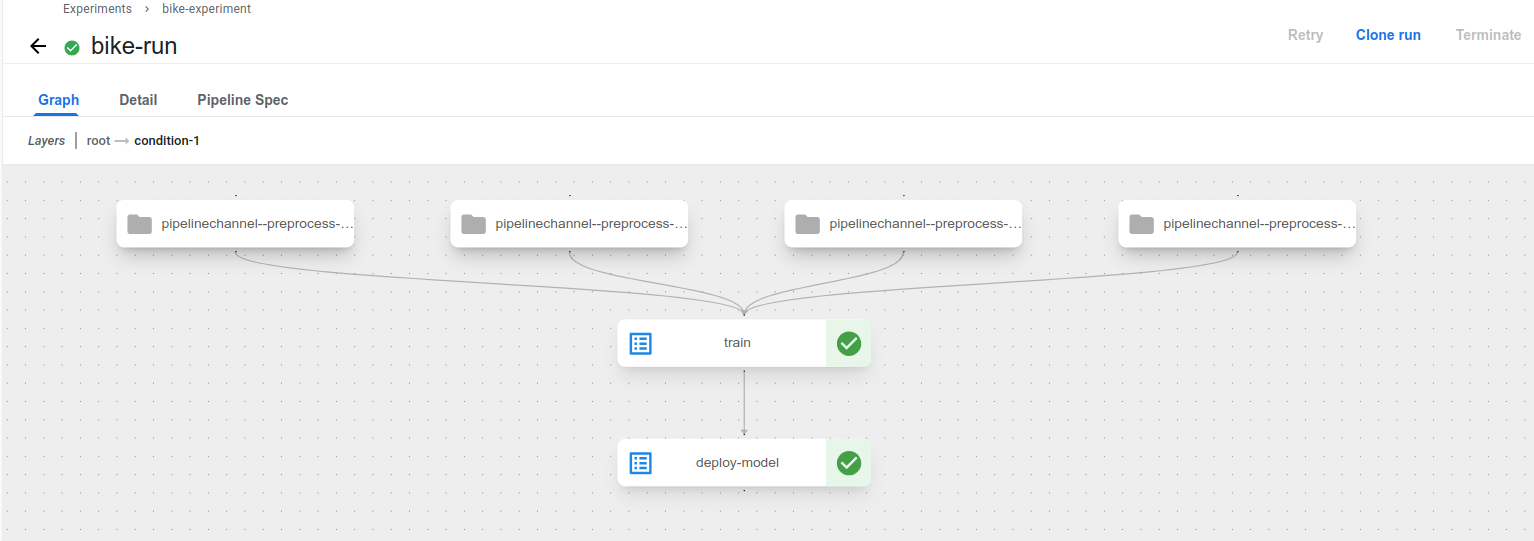 Experiments › bike-experiment
bike-run
Retry Clone run Terminate
Graph Detail Pipeline Spec
Layers root → condition-1
pipelinechannel--preprocess-... pipelinechannel--preprocess-... pipelinechannel--preprocess-... pipelinechannel--preprocess-...
train
deploy-model